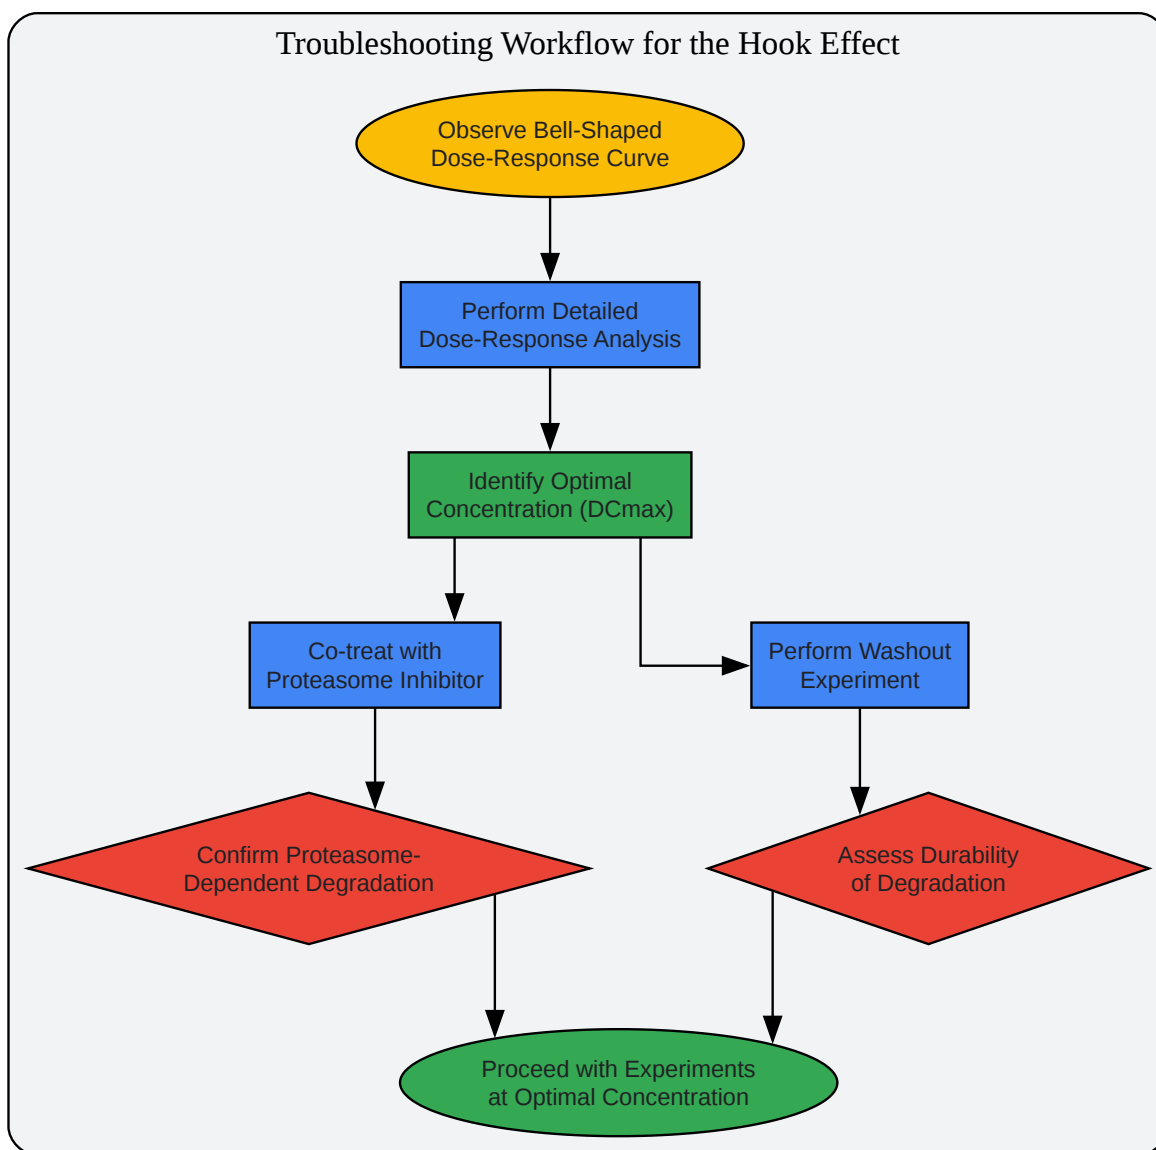 Troubleshooting Workflow for the Hook Effect
Observe Bell-Shaped
Dose-Response Curve
Perform Detailed
Dose-Response Analysis
Identify Optimal
Concentration (DCmax)
Co-treat with
Proteasome Inhibitor
Perform Washout
Experiment
Confirm Proteasome-
Dependent Degradation
Assess Durability
of Degradation
Proceed with Experiments
at Optimal Concentration